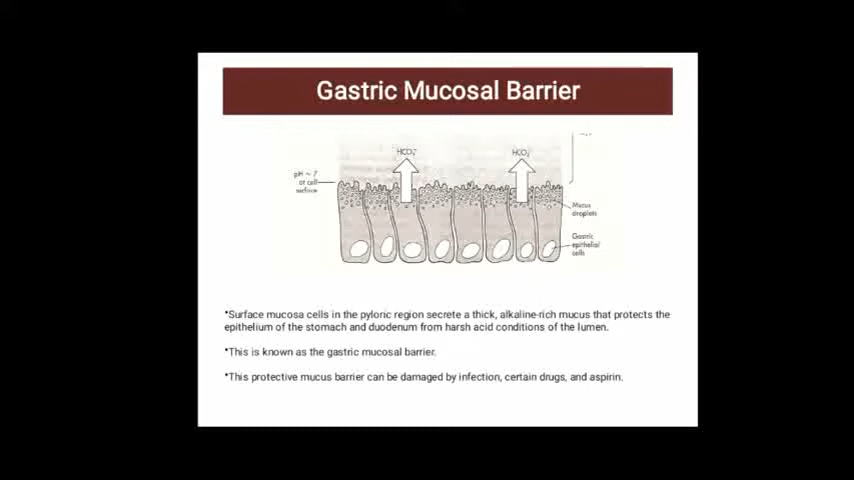 Gastric Mucosal Barrier
HCO₃⁻
HCO₃⁻
pH ~ 7
at cell
surface
Mucus
droplets
Gastric
epithelial
cells
•Surface mucosa cells in the pyloric region secrete a thick, alkaline-rich mucus that protects the
epithelium of the stomach and duodenum from harsh acid conditions of the lumen.
•This is known as the gastric mucosal barrier.
•This protective mucus barrier can be damaged by infection, certain drugs, and aspirin.